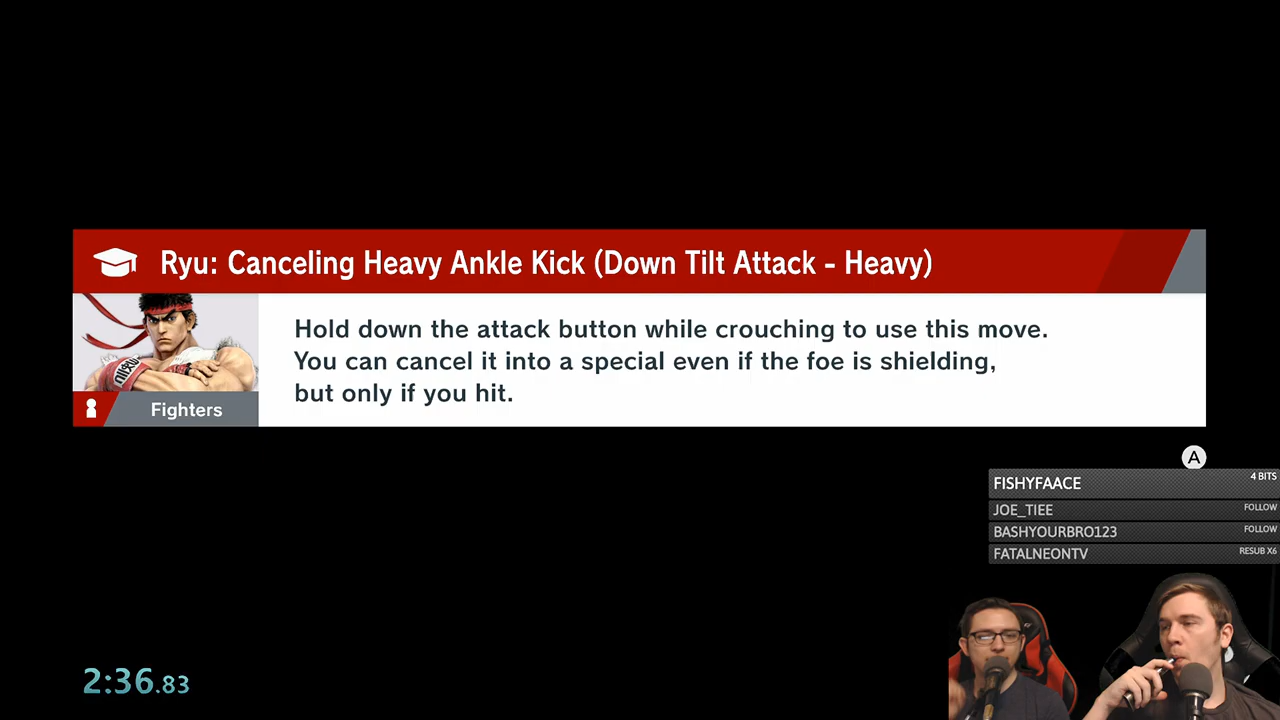 Ryu: Canceling Heavy Ankle Kick (Down Tilt Attack - Heavy)
Hold down the attack button while crouching to use this move.
You can cancel it into a special even if the foe is shielding,
but only if you hit.
Fighters
A
FISHYFAACE 4 BITS
JOE_TIEE FOLLOW
BASHYOURBRO123 FOLLOW
FATALNEONTV RESUB X6
2:36.83